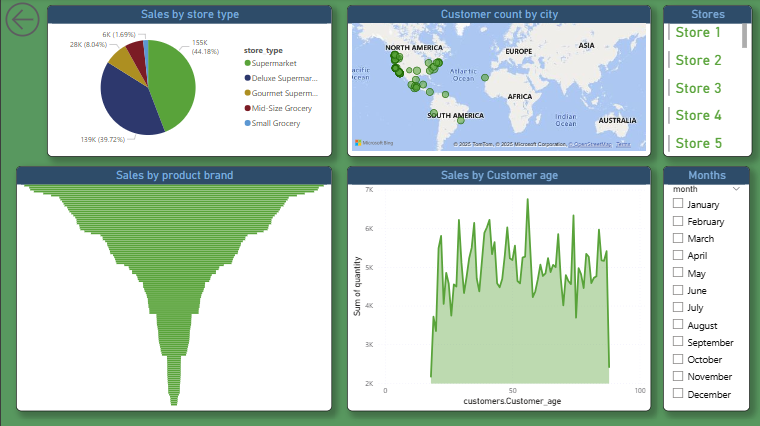 Sales by store type
6K (1.69%)
28K (8.04%)
155K
(44.18%)
139K (39.72%)
store type
Supermarket
Deluxe Supermar...
Gourmet Superm...
Mid-Size Grocery
Small Grocery
Customer count by city
NORTH AMERICA
EUROPE
ASIA
acific
cean
Atlantic
Ocean
AFRICA
SOUTH AMERICA
Indian
Ocean
AUSTRALIA
Microsoft Bing
© 2025 TomTom, © 2025 Microsoft Corporation, © OpenStreetMap Terms
Stores
Store 1
Store 2
Store 3
Store 4
Store 5
Sales by product brand
Sales by Customer age
Sum of quantity
7K
6K
5K
4K
3K
2K
0
50
100
customers.Customer_age
Months
month
January
February
March
April
May
June
July
August
September
October
November
December